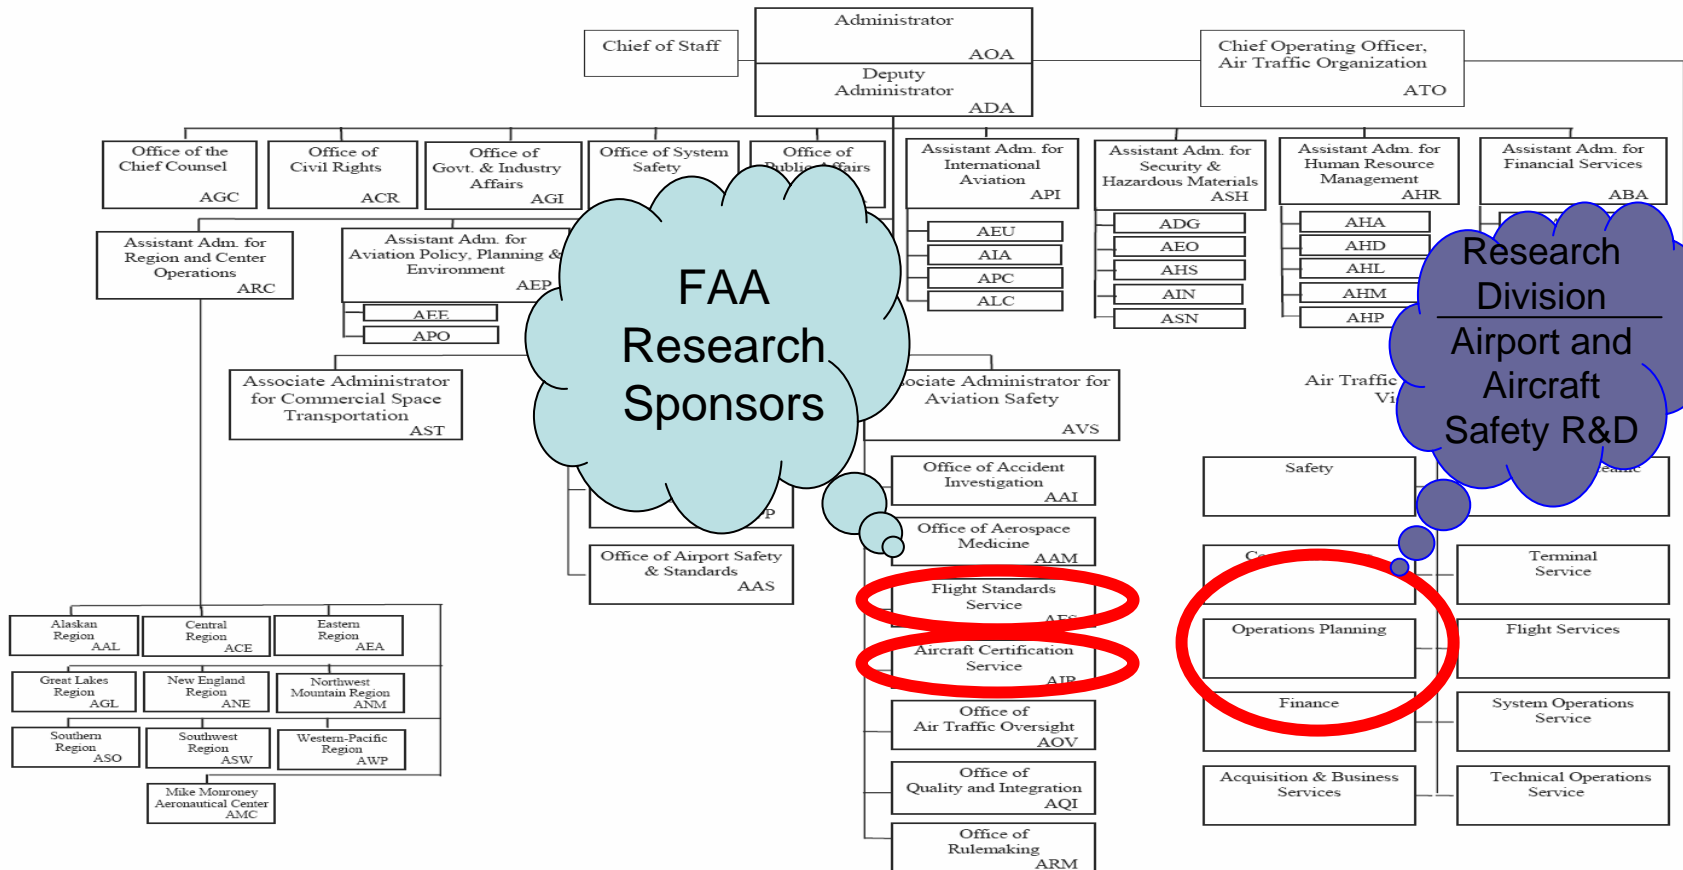 Administrator
AOA
Deputy
Administrator
ADA
Chief of Staff
Chief Operating Officer,
Air Traffic Organization
ATO
Office of the
Chief Counsel
AGC
Office of
Civil Rights
ACR
Office of
Govt. & Industry
Affairs
AGI
Office of System
Safety
Office of
Public Affairs
Assistant Adm. for
International
Aviation
API
Assistant Adm. for
Security &
Hazardous Materials
ASH
Assistant Adm. for
Human Resource
Management
AHR
Assistant Adm. for
Financial Services
ABA
Assistant Adm. for
Region and Center
Operations
ARC
Assistant Adm. for
Aviation Policy, Planning &
Environment
AEP
AEE
APO
AEU
AIA
APC
ALC
ADG
AEO
AHS
AIN
ASN
AHA
AHD
AHL
AHM
AHP
FAA
Research
Sponsors
Research
Division
Airport and
Aircraft
Safety R&D
Associate Administrator
for Commercial Space
Transportation
AST
Administrator for
Aviation Safety
AVS
Air Traffic
Office of Accident
Investigation
AAI
Office of Aerospace
Medicine
AAM
Flight Standards
Service
AFS
Aircraft Certification
Service
AIR
Office of
Air Traffic Oversight
AOV
Office of
Quality and Integration
AQI
Office of
Rulemaking
ARM
Office of Airport Safety
& Standards
AAS
Safety
Operations Planning
Finance
Acquisition & Business
Services
Terminal
Service
Flight Services
System Operations
Service
Technical Operations
Service
Alaskan
Region
AAL
Central
Region
ACE
Eastern
Region
AEA
Great Lakes
Region
AGL
New England
Region
ANE
Northwest
Mountain Region
ANM
Southern
Region
ASO
Southwest
Region
ASW
Western-Pacific
Region
AWP
Mike Monroney
Aeronautical Center
AMC